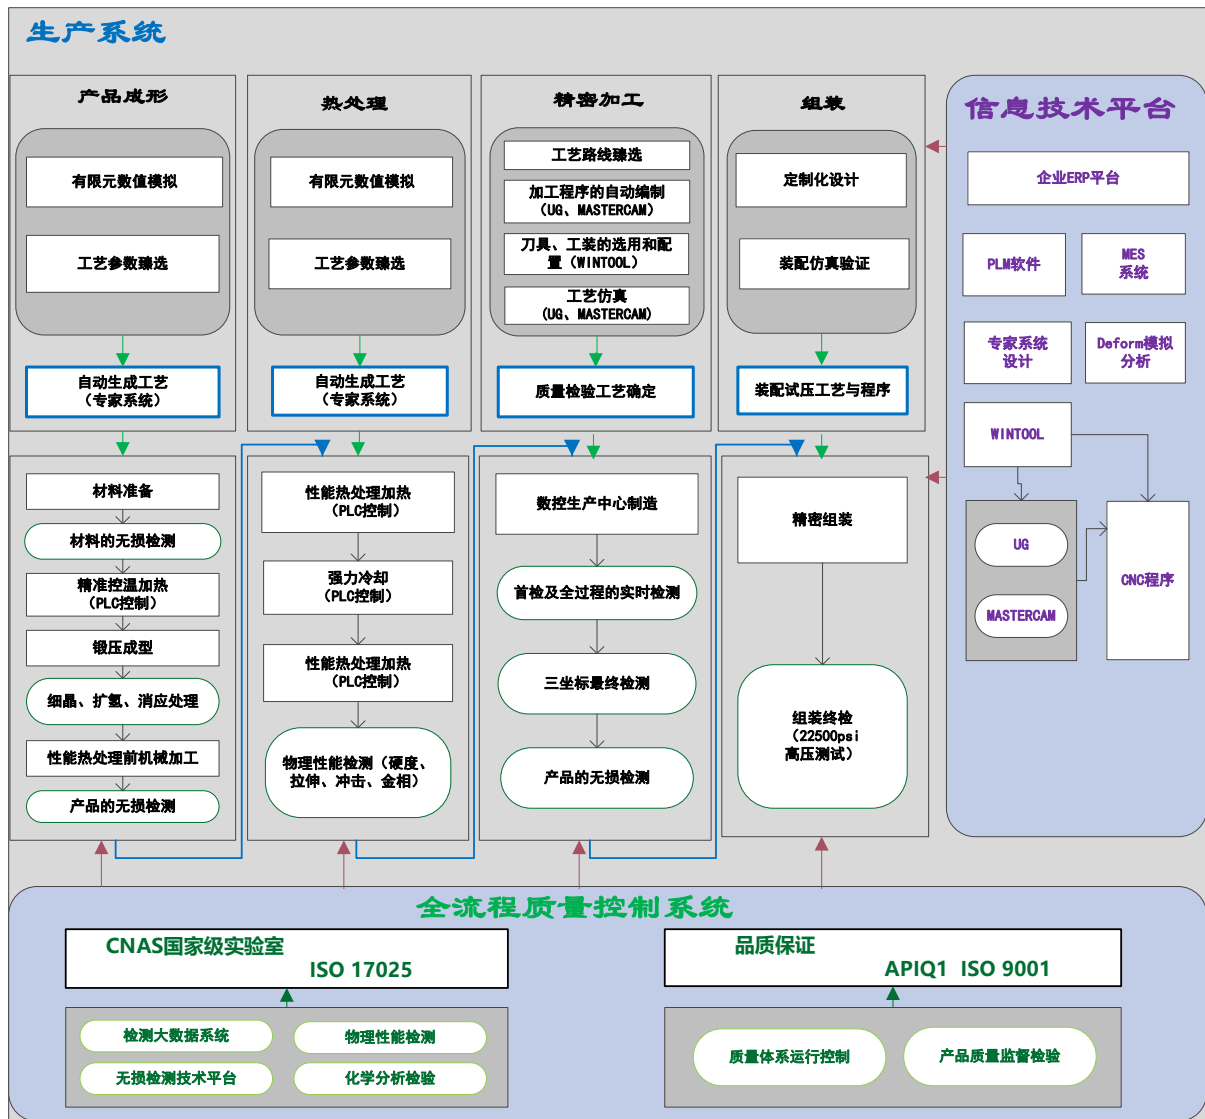 生产系统
产品成形
有限元数值模拟
工艺参数臻选
自动生成工艺
（专家系统）
材料准备
材料的无损检测
精准控温加热
（PLC控制）
锻压成型
细晶、扩氢、消应处理
性能热处理前机械加工
产品的无损检测
热处理
有限元数值模拟
工艺参数臻选
自动生成工艺
（专家系统）
性能热处理加热
（PLC控制）
强力冷却
（PLC控制）
性能热处理加热
（PLC控制）
物理性能检测（硬度、
拉伸、冲击、金相）
精密加工
工艺路线臻选
加工程序的自动编制
（UG、MASTERCAM）
刀具、工装的选用和配
置（WINTOOL）
工艺仿真
(UG、MASTERCAM)
质量检验工艺确定
数控生产中心制造
首检及全过程的实时检测
三坐标最终检测
产品的无损检测
组装
定制化设计
装配仿真验证
装配试压工艺与程序
精密组装
组装终检
（22500psi
高压测试）
信息技术平台
企业ERP平台
PLM软件
MES
系统
专家系统
设计
Deform模拟
分析
WINTOOL
UG
MASTERCAM
CNC程序
全流程质量控制系统
CNAS国家级实验室
ISO 17025
检测大数据系统
物理性能检测
无损检测技术平台
化学分析检验
品质保证
APIQ1 ISO 9001
质量体系运行控制
产品质量监督检验